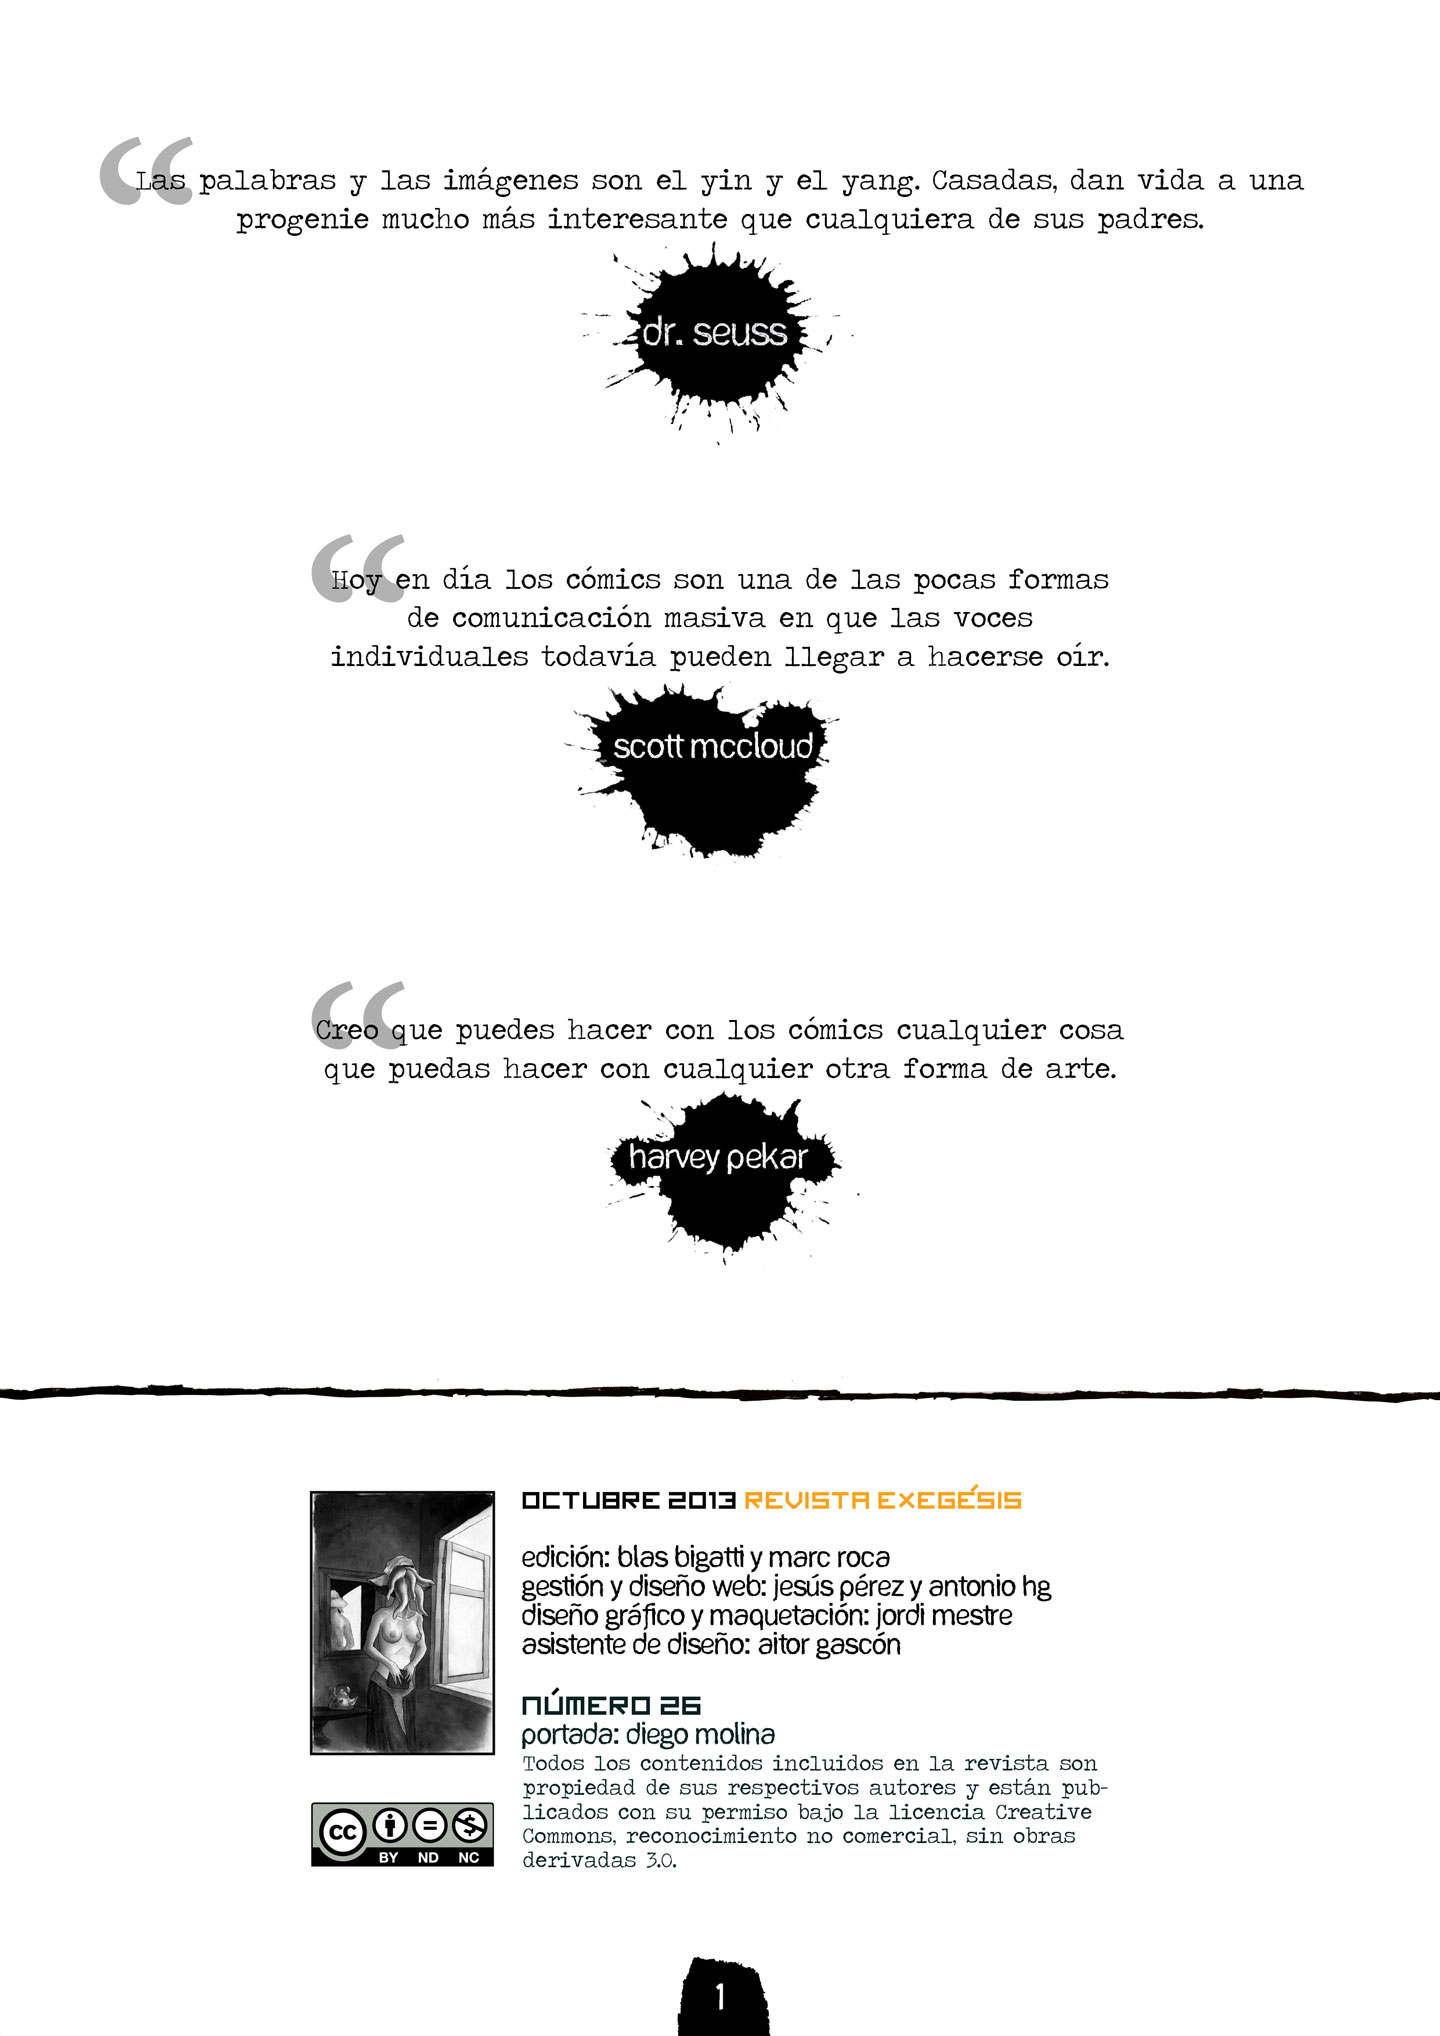 “
Las palabras y las imágenes son el yin y el yang. Casadas, dan vida a una
progenie mucho más interesante que cualquiera de sus padres.
dr. seuss
“
Hoy en día los cómics son una de las pocas formas
de comunicación masiva en que las voces
individuales todavía pueden llegar a hacerse oír.
scott mccloud
“
Creo que puedes hacer con los cómics cualquier cosa
que puedas hacer con cualquier otra forma de arte.
harvey pekar
OCTUBRE 2013 REVISTA EXEGÉSIS
edición: blas bigatti y marc roca
gestión y diseño web: jesús pérez y antonio hg
diseño gráfico y maquetación: jordi mestre
asistente de diseño: aitor gascón
NÚMERO 26
portada: diego molina
Todos los contenidos incluidos en la revista son
propiedad de sus respectivos autores y están pub-
licados con su permiso bajo la licencia Creative
Commons, reconocimiento no comercial, sin obras
derivadas 3.0.
cc = $
BY ND NC
1